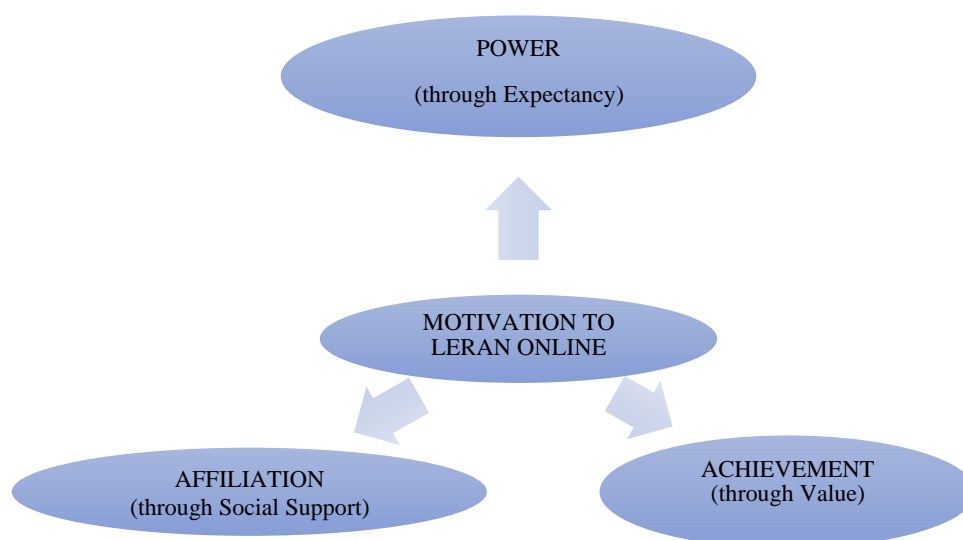 POWER
(through Expectancy)
MOTIVATION TO
LERAN ONLINE
AFFILIATION
(through Social Support)
ACHIEVEMENT
(through Value)